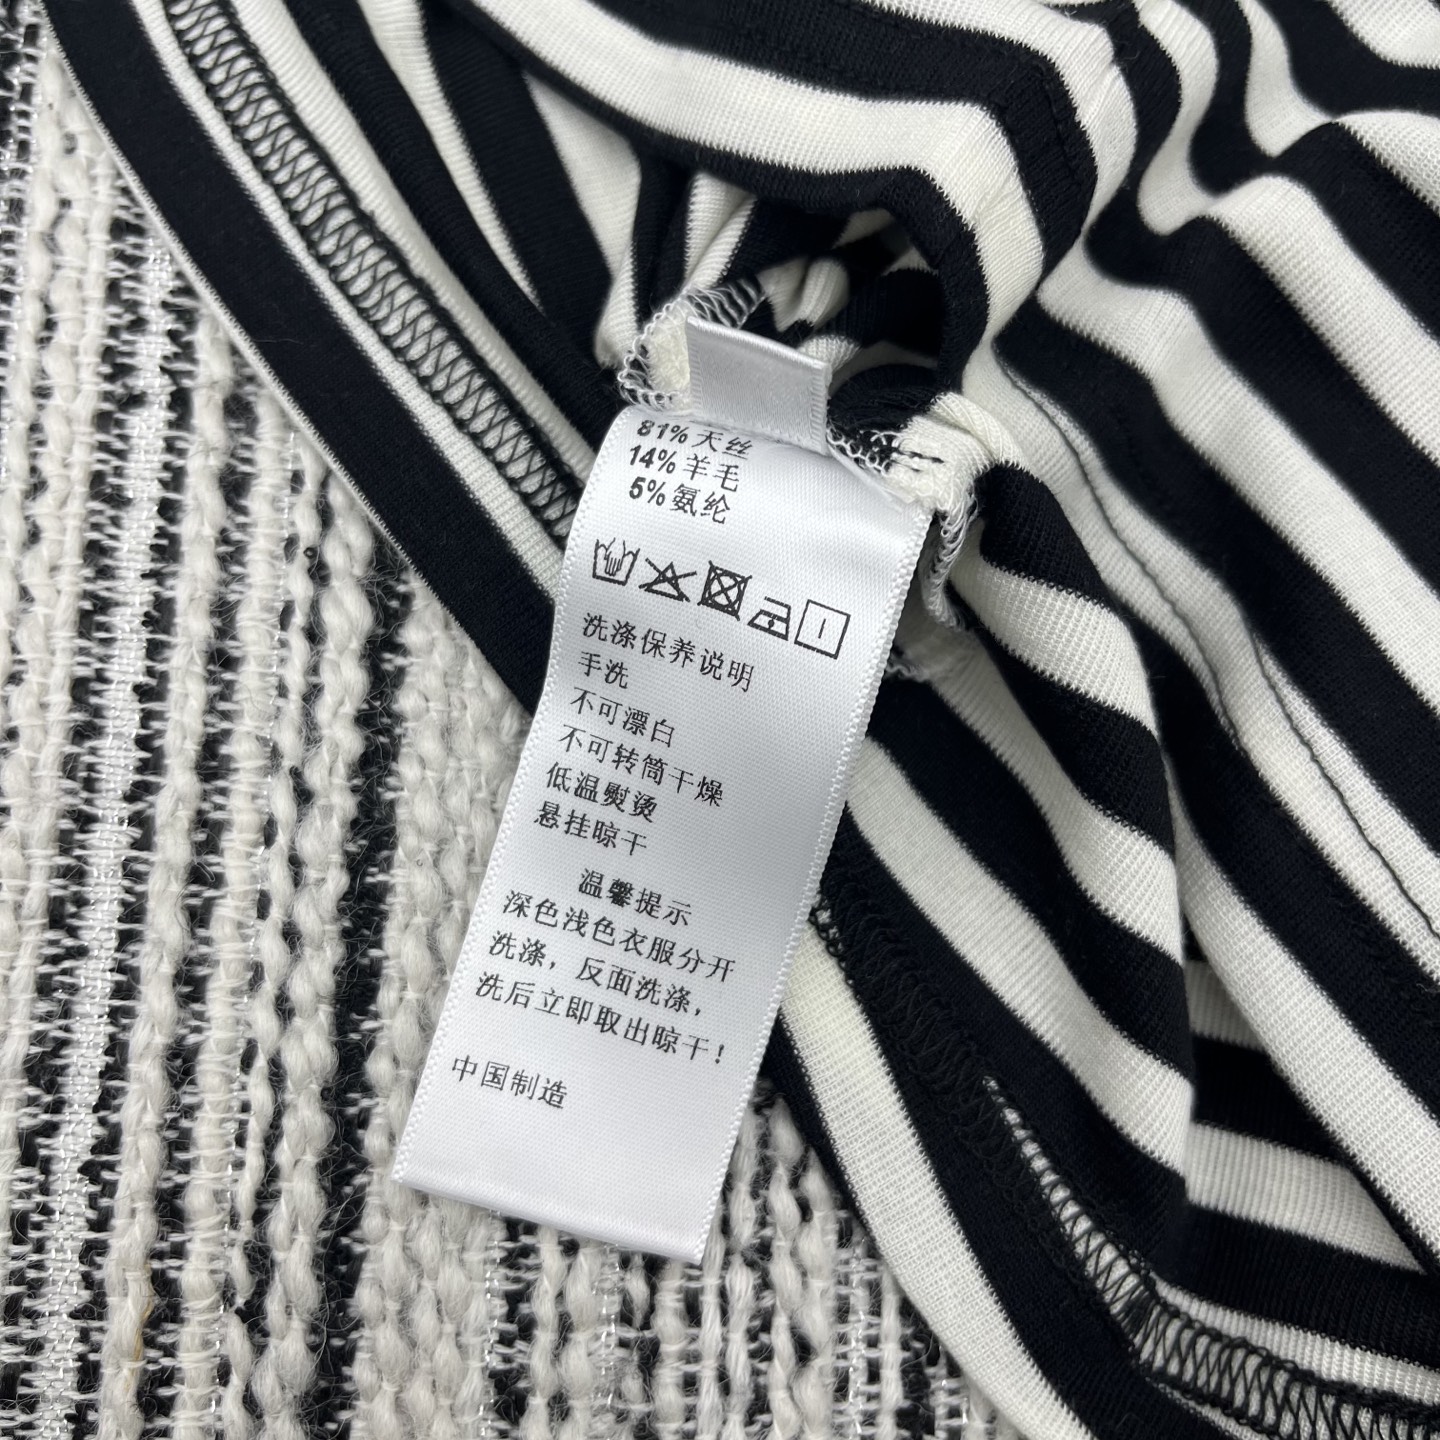 81% 天丝
14% 羊毛
5% 氨纶
洗涤保养说明
手洗
不可漂白
不可转筒干燥
低温熨烫
悬挂晾干
温馨提示
深色浅色衣服分开
洗涤，反面洗涤，
洗后立即取出晾干！
中国制造